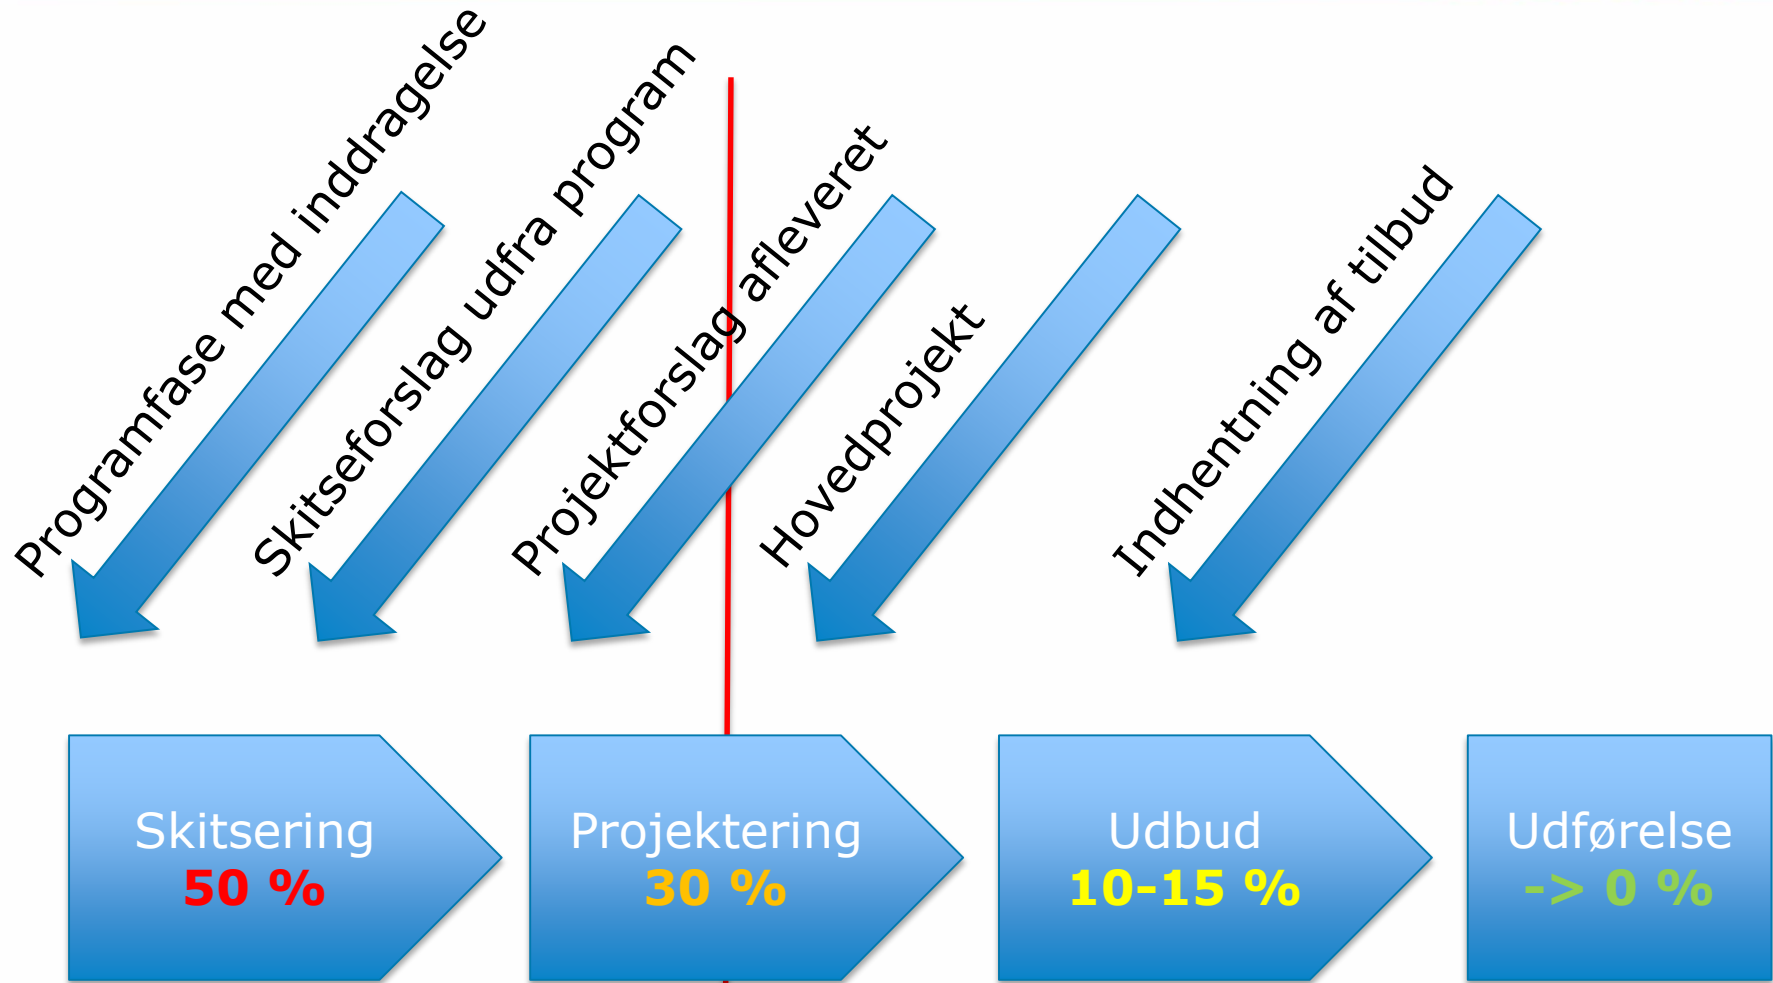 Programfase med inddragelse
Skitseforslag udfra program
Projektforslag afleveret
Hovedprojekt
Indhentning af tilbud
Skitsering
50 %
Projektering
30 %
Udbud
10-15 %
Udførelse
-> 0 %